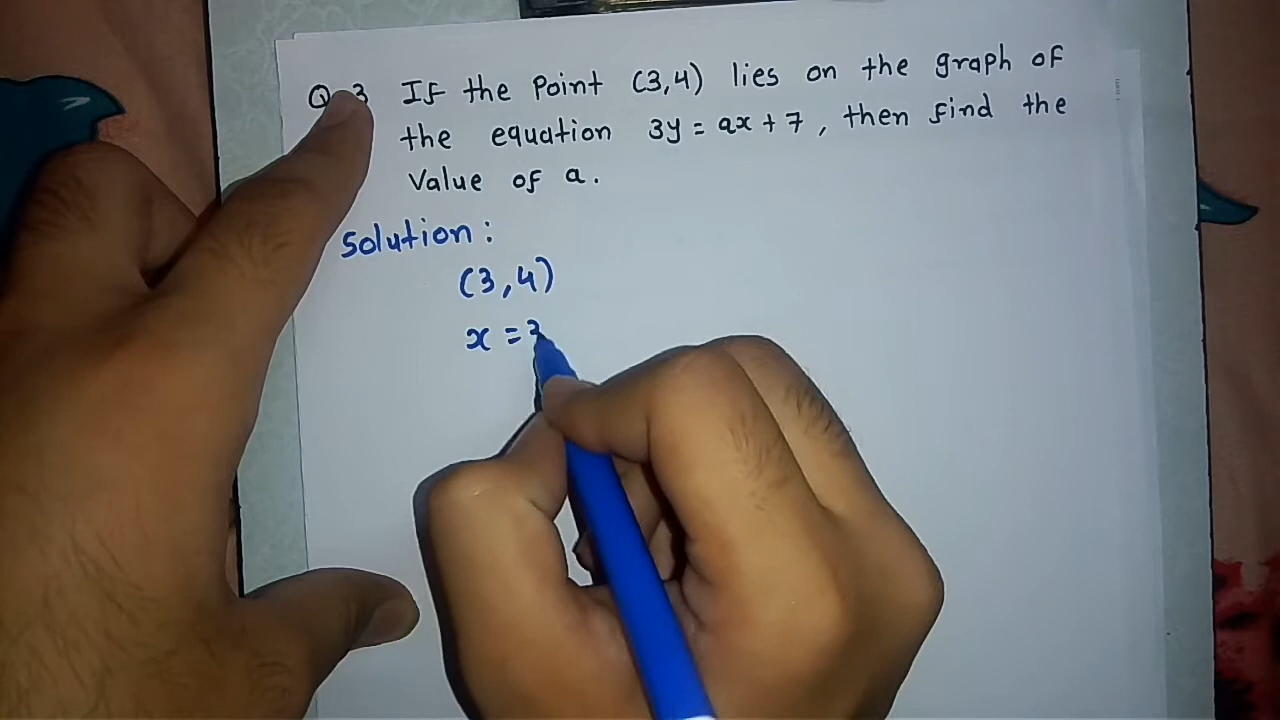 Q.3 If the Point (3,4) lies on the graph of
the equation 3y = ax + 7, then find the
Value of a.
Solution:
(3,4)
x = 3